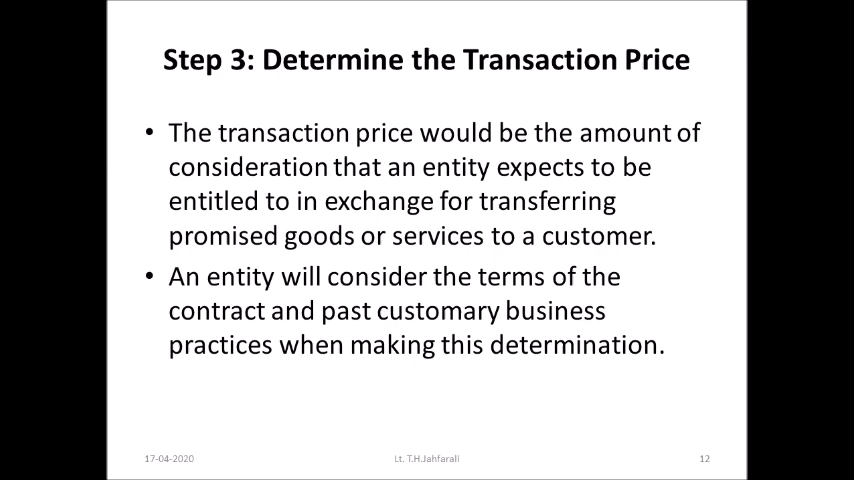 Step 3: Determine the Transaction Price
• The transaction price would be the amount of
consideration that an entity expects to be
entitled to in exchange for transferring
promised goods or services to a customer.
• An entity will consider the terms of the
contract and past customary business
practices when making this determination.
17-04-2020 Lt. T.H.Jahfarali 12